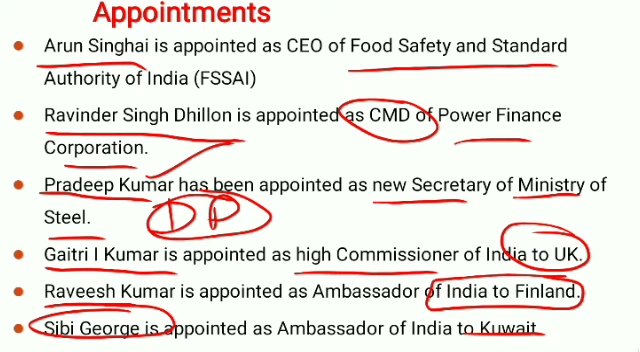 Appointments
Arun Singhai is appointed as CEO of Food Safety and Standard
Authority of India (FSSAI)
Ravinder Singh Dhillon is appointed as CMD of Power Finance
Corporation.
Pradeep Kumar has been appointed as new Secretary of Ministry of
Steel.
D P
Gaitri I Kumar is appointed as high Commissioner of India to UK.
Raveesh Kumar is appointed as Ambassador of India to Finland.
Sibi George is appointed as Ambassador of India to Kuwait